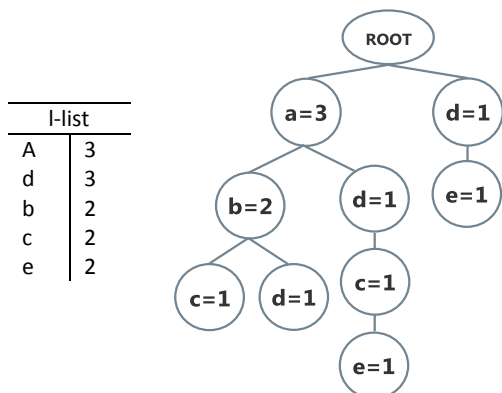 l-list
A 3
d 3
b 2
c 2
e 2
ROOT
a=3
d=1
b=2
d=1
e=1
c=1
d=1
c=1
e=1